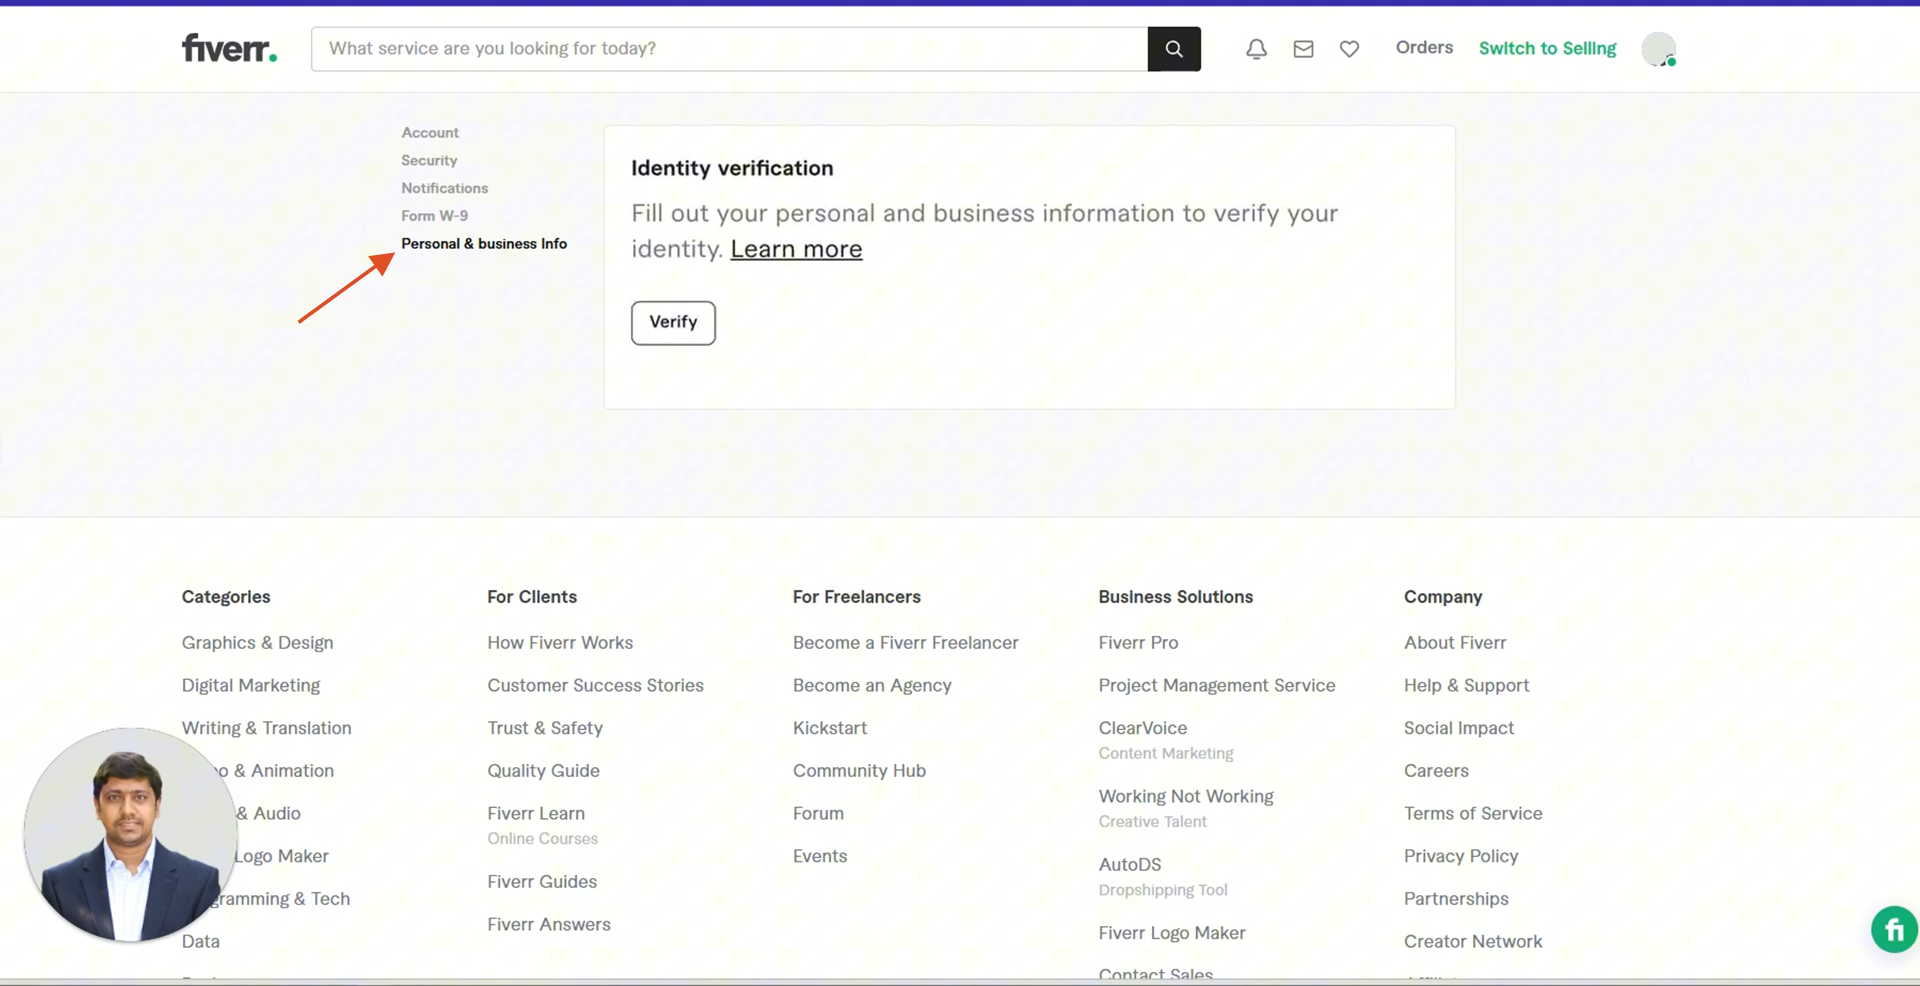 fiverr.
What service are you looking for today?
Orders
Switch to Selling
Account
Security
Notifications
Form W-9
Personal & business Info
Identity verification
Fill out your personal and business information to verify your
identity. Learn more
Verify
Categories
Graphics & Design
Digital Marketing
Writing & Translation
o & Animation
& Audio
Logo Maker
gramming & Tech
Data
For Clients
How Fiverr Works
Customer Success Stories
Trust & Safety
Quality Guide
Fiverr Learn
Online Courses
Fiverr Guides
Fiverr Answers
For Freelancers
Become a Fiverr Freelancer
Become an Agency
Kickstart
Community Hub
Forum
Events
Business Solutions
Fiverr Pro
Project Management Service
ClearVoice
Content Marketing
Working Not Working
Creative Talent
AutoDS
Dropshipping Tool
Fiverr Logo Maker
Contact Sales
Company
About Fiverr
Help & Support
Social Impact
Careers
Terms of Service
Privacy Policy
Partnerships
Creator Network
fi